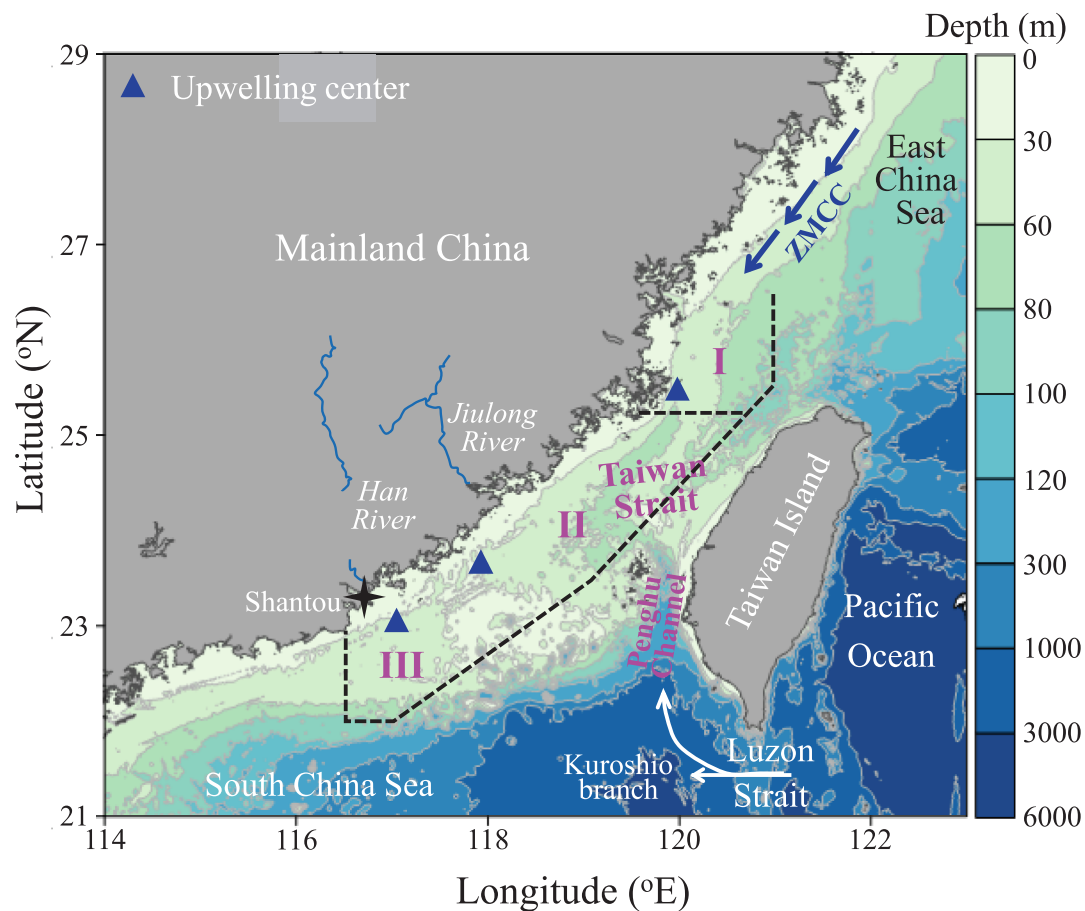 Depth (m)
29
27
25
23
21
Latitude (°N)
Upwelling center
Mainland China
East
China
Sea
ZMCC
I
Jiulong
River
Taiwan
Strait
II
Han
River
Taiwan Island
Shantou
Penghu
Channel
Pacific
Ocean
III
South China Sea
Kuroshio
branch
Luzon
Strait
0
30
60
80
100
120
300
1000
3000
6000
114
116
118
120
122
Longitude (°E)